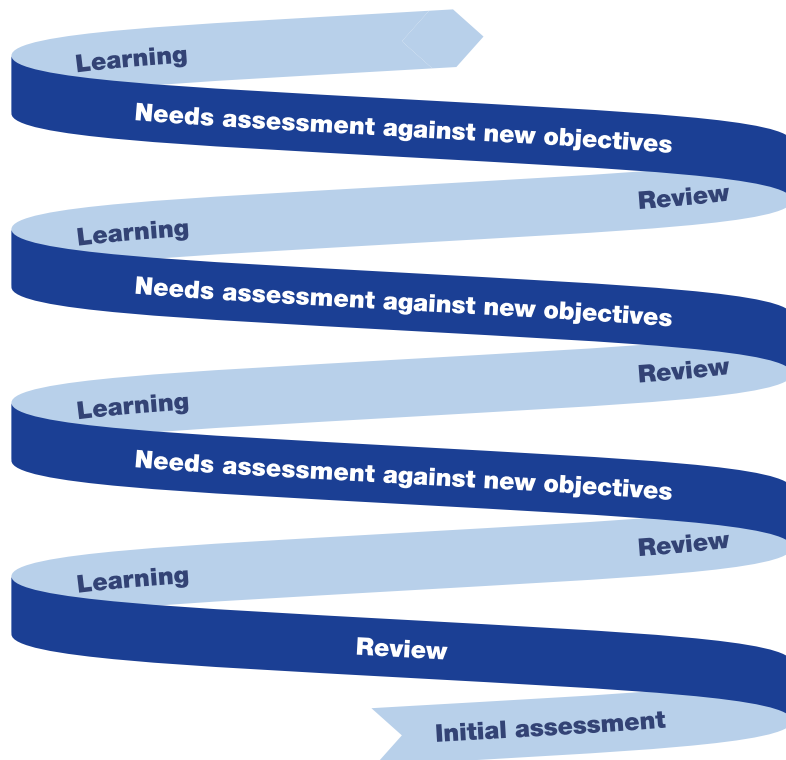 Learning
Needs assessment against new objectives
Review
Learning
Needs assessment against new objectives
Review
Learning
Needs assessment against new objectives
Review
Learning
Review
Initial assessment